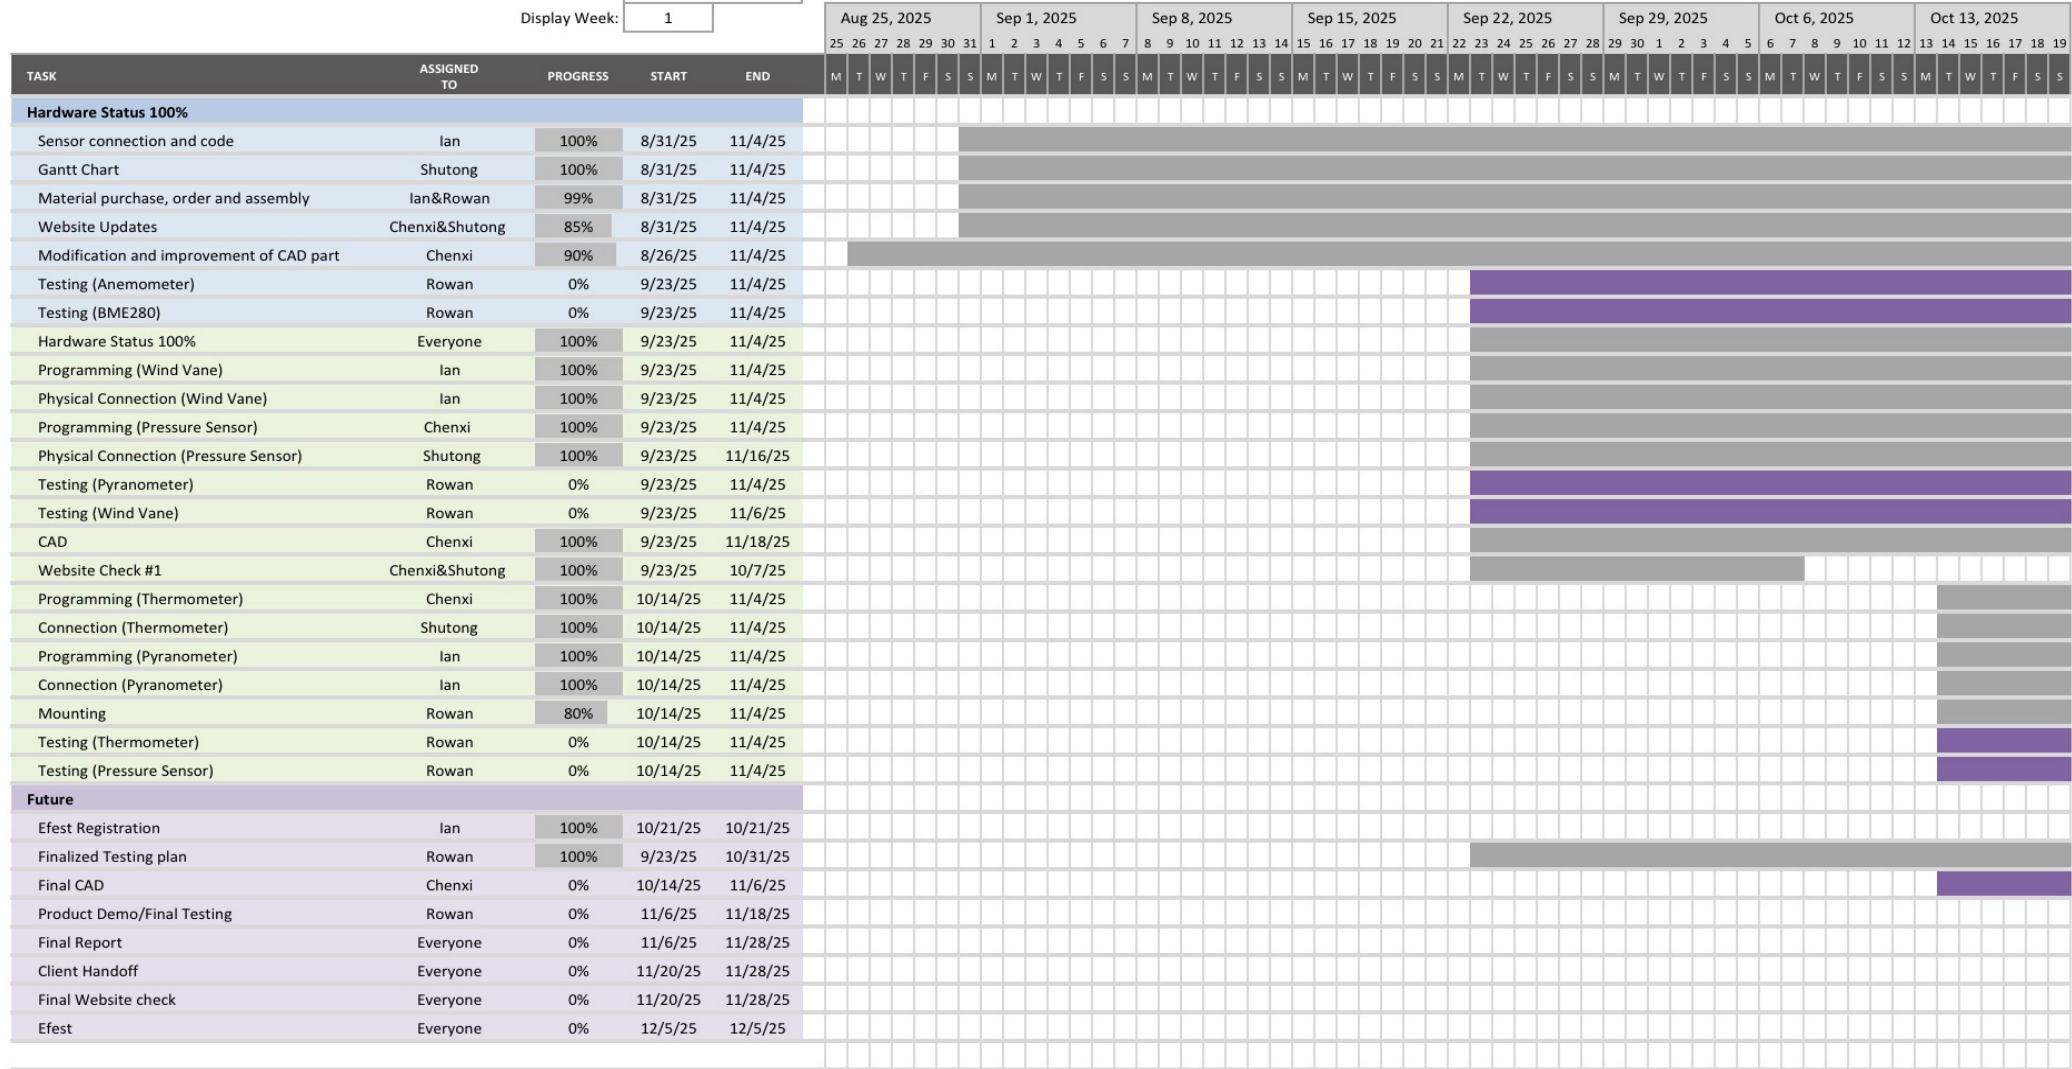 Display Week: 1
Aug 25, 2025 Sep 1, 2025 Sep 8, 2025 Sep 15, 2025 Sep 22, 2025 Sep 29, 2025 Oct 6, 2025 Oct 13, 2025
25 26 27 28 29 30 31 1 2 3 4 5 6 7 8 9 10 11 12 13 14 15 16 17 18 19 20 21 22 23 24 25 26 27 28 29 30 1 2 3 4 5 6 7 8 9 10 11 12 13 14 15 16 17 18 19
TASK ASSIGNED TO PROGRESS START END M T W T F S S M T W T F S S M T W T F S S M T W T F S S M T W T F S S M T W T F S S M T W T F S S M T W T F S S
Hardware Status 100%
Sensor connection and code Ian 100% 8/31/25 11/4/25
Gantt Chart Shutong 100% 8/31/25 11/4/25
Material purchase, order and assembly Ian&Rowan 99% 8/31/25 11/4/25
Website Updates Chenxi&Shutong 85% 8/31/25 11/4/25
Modification and improvement of CAD part Chenxi 90% 8/26/25 11/4/25
Testing (Anemometer) Rowan 0% 9/23/25 11/4/25
Testing (BME280) Rowan 0% 9/23/25 11/4/25
Hardware Status 100% Everyone 100% 9/23/25 11/4/25
Programming (Wind Vane) Ian 100% 9/23/25 11/4/25
Physical Connection (Wind Vane) Ian 100% 9/23/25 11/4/25
Programming (Pressure Sensor) Chenxi 100% 9/23/25 11/4/25
Physical Connection (Pressure Sensor) Shutong 100% 9/23/25 11/16/25
Testing (Pyranometer) Rowan 0% 9/23/25 11/4/25
Testing (Wind Vane) Rowan 0% 9/23/25 11/6/25
CAD Chenxi 100% 9/23/25 11/18/25
Website Check #1 Chenxi&Shutong 100% 9/23/25 10/7/25
Programming (Thermometer) Chenxi 100% 10/14/25 11/4/25
Connection (Thermometer) Shutong 100% 10/14/25 11/4/25
Programming (Pyranometer) Ian 100% 10/14/25 11/4/25
Connection (Pyranometer) Ian 100% 10/14/25 11/4/25
Mounting Rowan 80% 10/14/25 11/4/25
Testing (Thermometer) Rowan 0% 10/14/25 11/4/25
Testing (Pressure Sensor) Rowan 0% 10/14/25 11/4/25
Future
Efest Registration Ian 100% 10/21/25 10/21/25
Finalized Testing plan Rowan 100% 9/23/25 10/31/25
Final CAD Chenxi 0% 10/14/25 11/6/25
Product Demo/Final Testing Rowan 0% 11/6/25 11/18/25
Final Report Everyone 0% 11/6/25 11/28/25
Client Handoff Everyone 0% 11/20/25 11/28/25
Final Website check Everyone 0% 11/20/25 11/28/25
Efest Everyone 0% 12/5/25 12/5/25